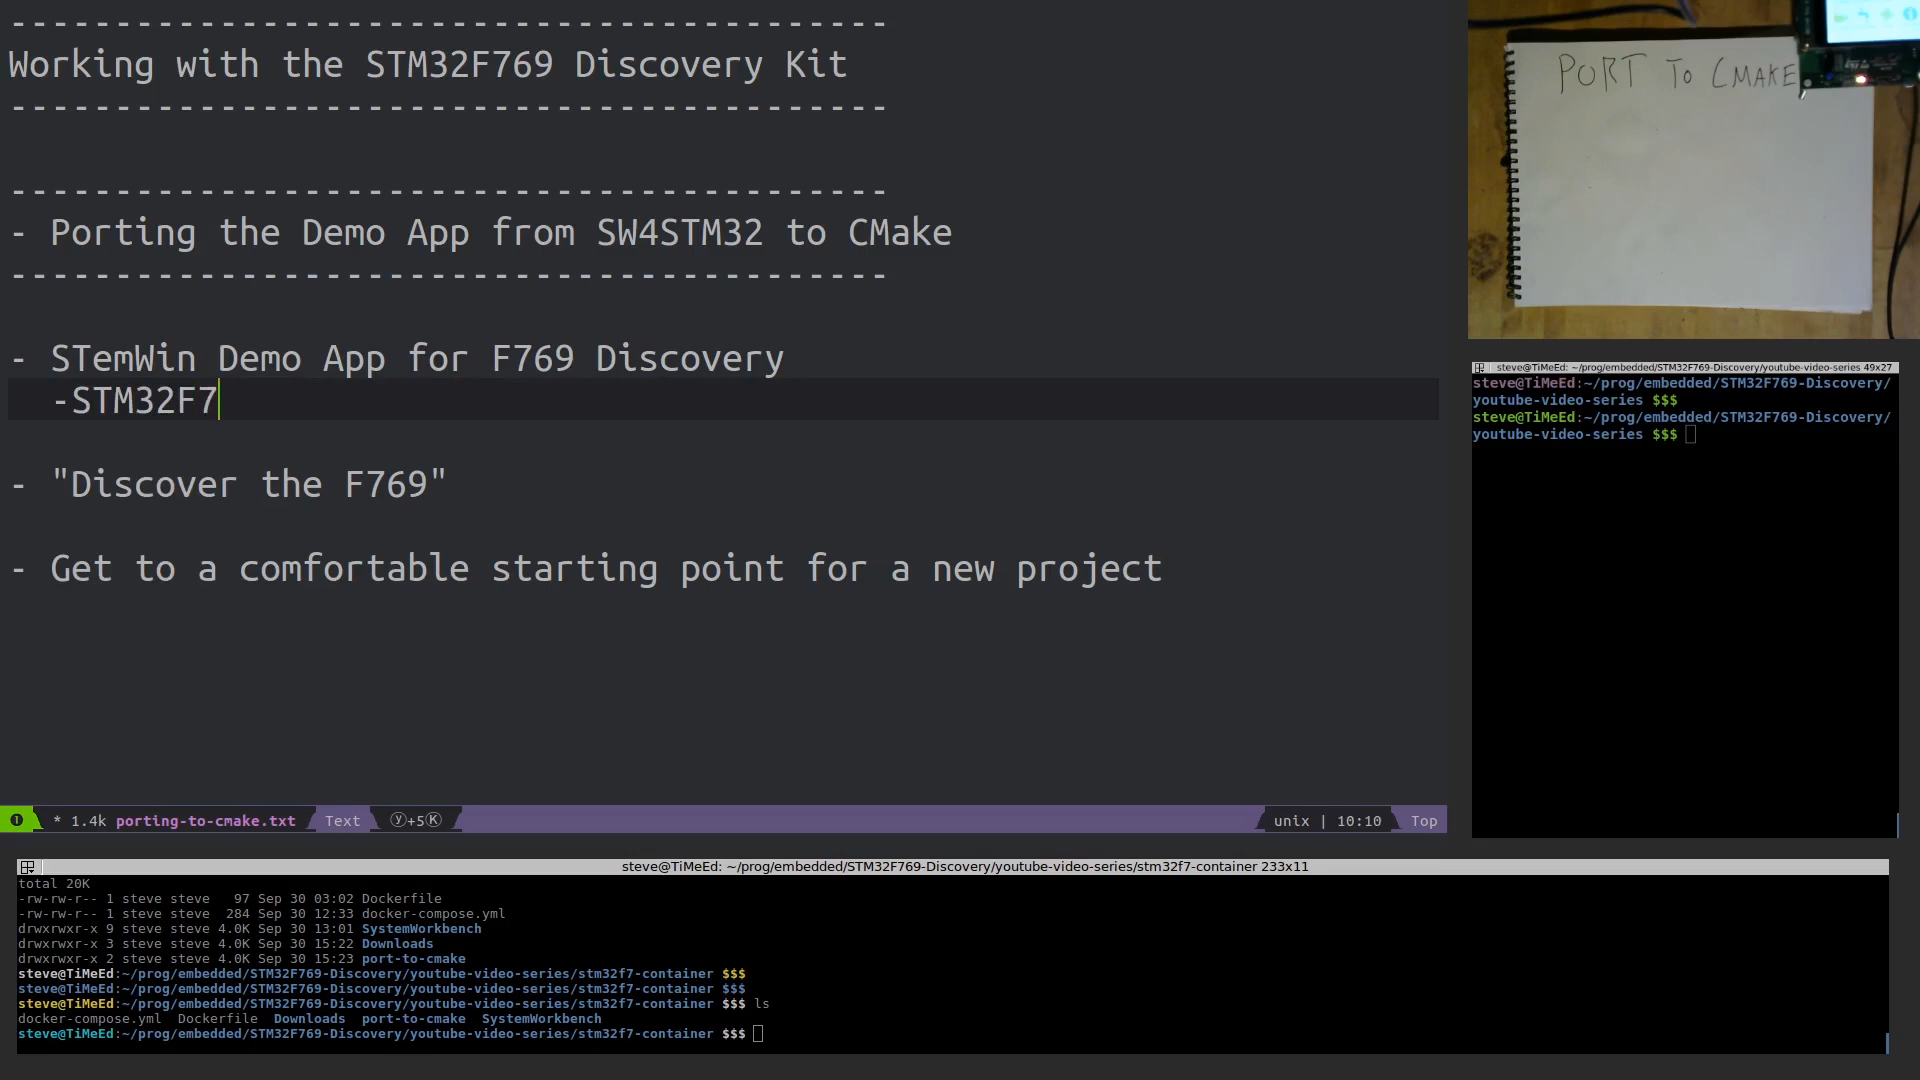 -------------------------------------------
Working with the STM32F769 Discovery Kit
-------------------------------------------
-------------------------------------------
- Porting the Demo App from SW4STM32 to CMake
-------------------------------------------
- STemWin Demo App for F769 Discovery
-STM32F7
- "Discover the F769"
- Get to a comfortable starting point for a new project
❶ * 1.4k porting-to-cmake.txt Text ⓨ+5Ⓚ unix | 10:10 Top
PORT TO CMAKE
steve@TiMeEd: ~/prog/embedded/STM32F769-Discovery/youtube-video-series 49x27
steve@TiMeEd:~/prog/embedded/STM32F769-Discovery/
youtube-video-series $$$
steve@TiMeEd:~/prog/embedded/STM32F769-Discovery/
youtube-video-series $$$
steve@TiMeEd: ~/prog/embedded/STM32F769-Discovery/youtube-video-series/stm32f7-container 233x11
total 20K
-rw-rw-r-- 1 steve steve   97 Sep 30 03:02 Dockerfile
-rw-rw-r-- 1 steve steve  284 Sep 30 12:33 docker-compose.yml
drwxrwxr-x 9 steve steve 4.0K Sep 30 13:01 SystemWorkbench
drwxrwxr-x 3 steve steve 4.0K Sep 30 15:22 Downloads
drwxrwxr-x 2 steve steve 4.0K Sep 30 15:23 port-to-cmake
steve@TiMeEd:~/prog/embedded/STM32F769-Discovery/youtube-video-series/stm32f7-container $$$
steve@TiMeEd:~/prog/embedded/STM32F769-Discovery/youtube-video-series/stm32f7-container $$$
steve@TiMeEd:~/prog/embedded/STM32F769-Discovery/youtube-video-series/stm32f7-container $$$ ls
docker-compose.yml  Dockerfile  Downloads  port-to-cmake  SystemWorkbench
steve@TiMeEd:~/prog/embedded/STM32F769-Discovery/youtube-video-series/stm32f7-container $$$